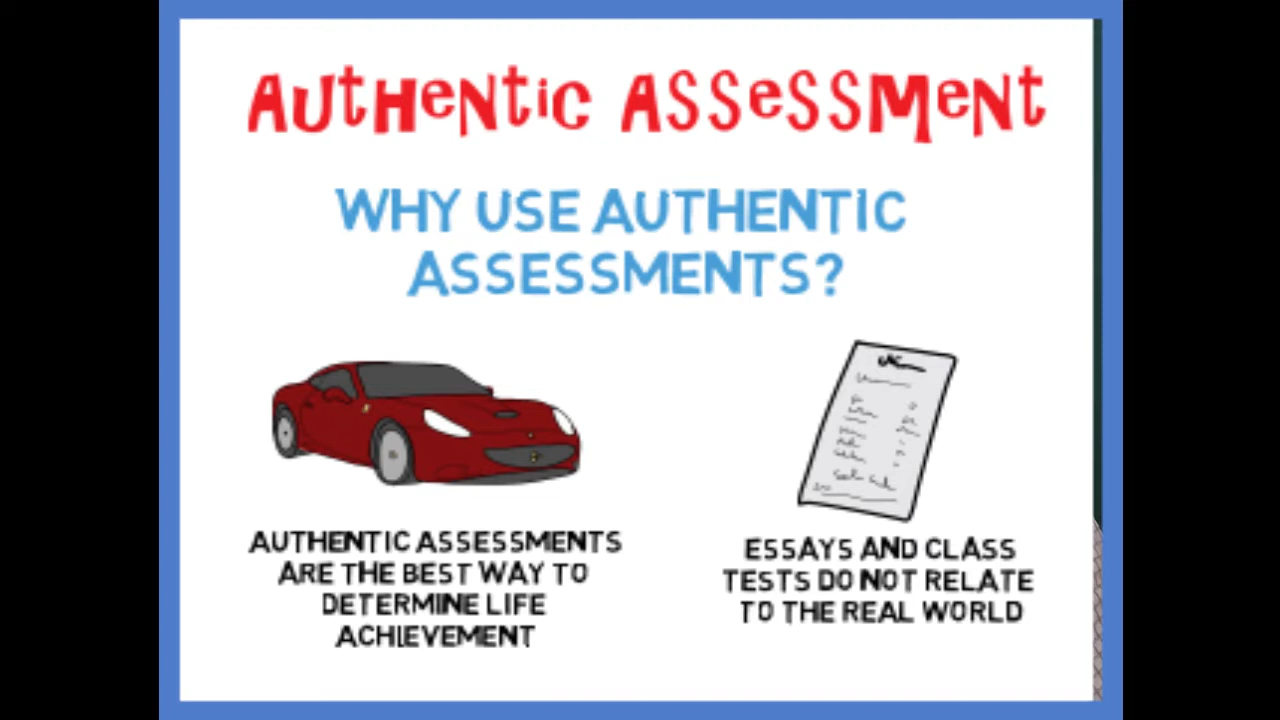 Authentic Assessment
WHY USE AUTHENTIC
ASSESSMENTS?
AUTHENTIC ASSESSMENTS
ARE THE BEST WAY TO
DETERMINE LIFE
ACHIEVEMENT
ESSAYS AND CLASS
TESTS DO NOT RELATE
TO THE REAL WORLD